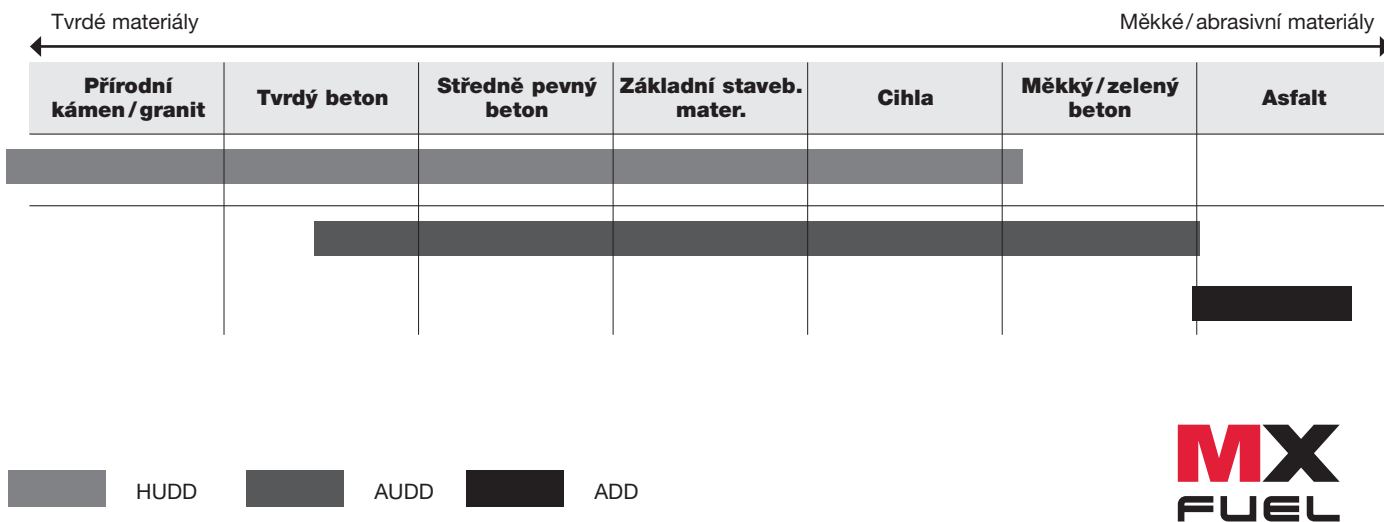 Tvrdé materiály
Měkké/abrasivní materiály
Přírodní
kámen/granit
Tvrdý beton
Středně pevný
beton
Základní staveb.
mater.
Cihla
Měkký/zelený
beton
Asfalt
HUDD
AUDD
ADD
MX
FUEL